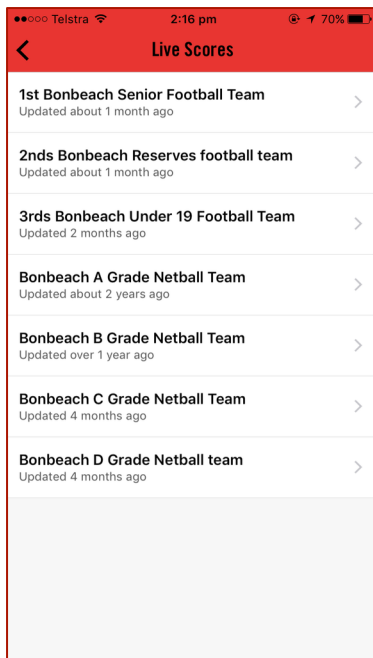 Telstra 2:16 pm 70%
Live Scores
1st Bonbeach Senior Football Team
Updated about 1 month ago
2nds Bonbeach Reserves football team
Updated about 1 month ago
3rds Bonbeach Under 19 Football Team
Updated 2 months ago
Bonbeach A Grade Netball Team
Updated about 2 years ago
Bonbeach B Grade Netball Team
Updated over 1 year ago
Bonbeach C Grade Netball Team
Updated 4 months ago
Bonbeach D Grade Netball team
Updated 4 months ago